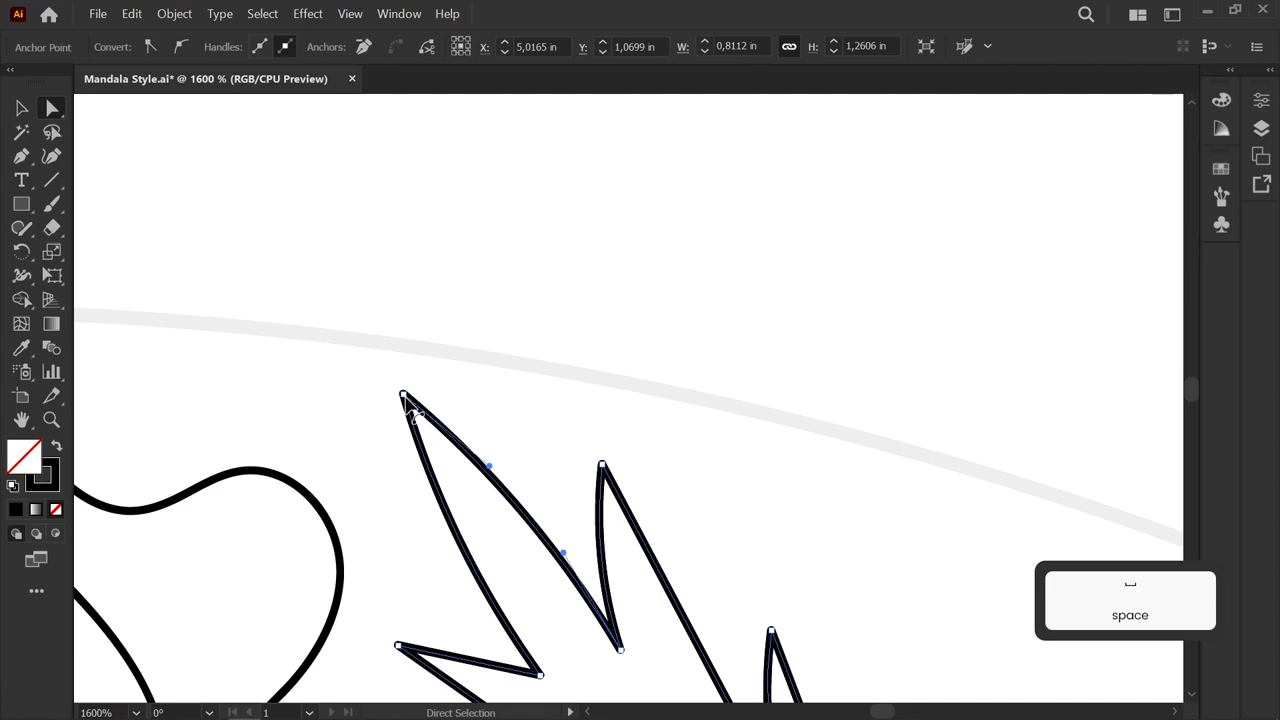 Ai File Edit Object Type Select Effect View Window Help
Anchor Point Convert: Handles: Anchors: X: 5,0165 in Y: 1,0699 in W: 0,8112 in H: 1,2606 in
Mandala Style.ai* @ 1600 % (RGB/CPU Preview)
space
1600% 0° 1 Direct Selection